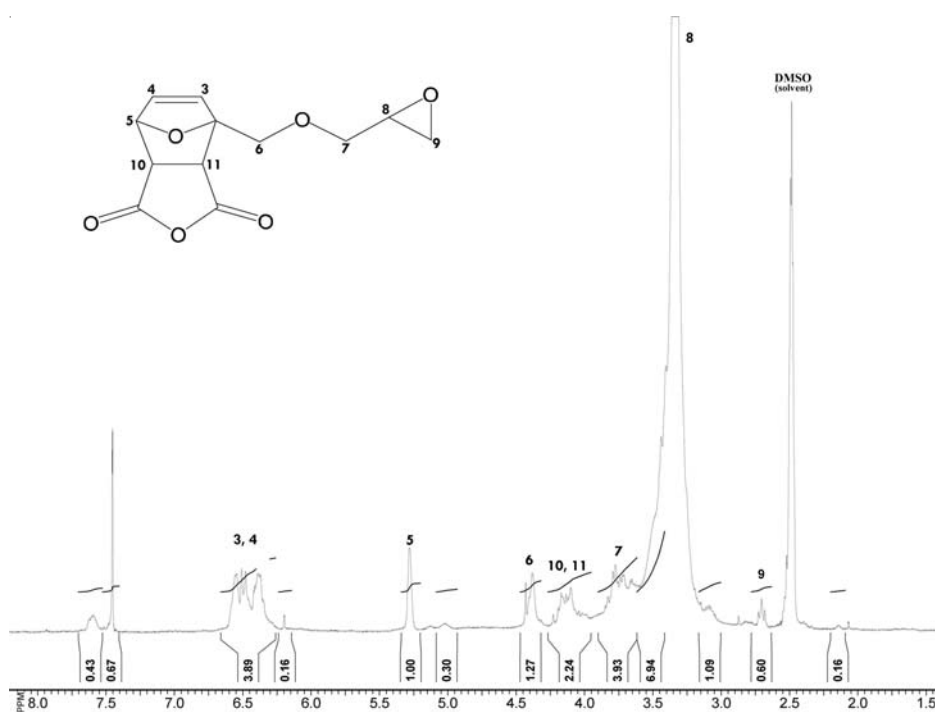 4 3
5 O O 8 O
6 7 9
10 11
O O O
8
DMSO
(solvent)
3, 4
5
6
10, 11
7
9
0.43 0.67 3.89 0.16 1.00 0.30 1.27 2.24 3.93 6.94 1.09 0.60 0.16
PPM 8.0 7.5 7.0 6.5 6.0 5.5 5.0 4.5 4.0 3.5 3.0 2.5 2.0 1.5